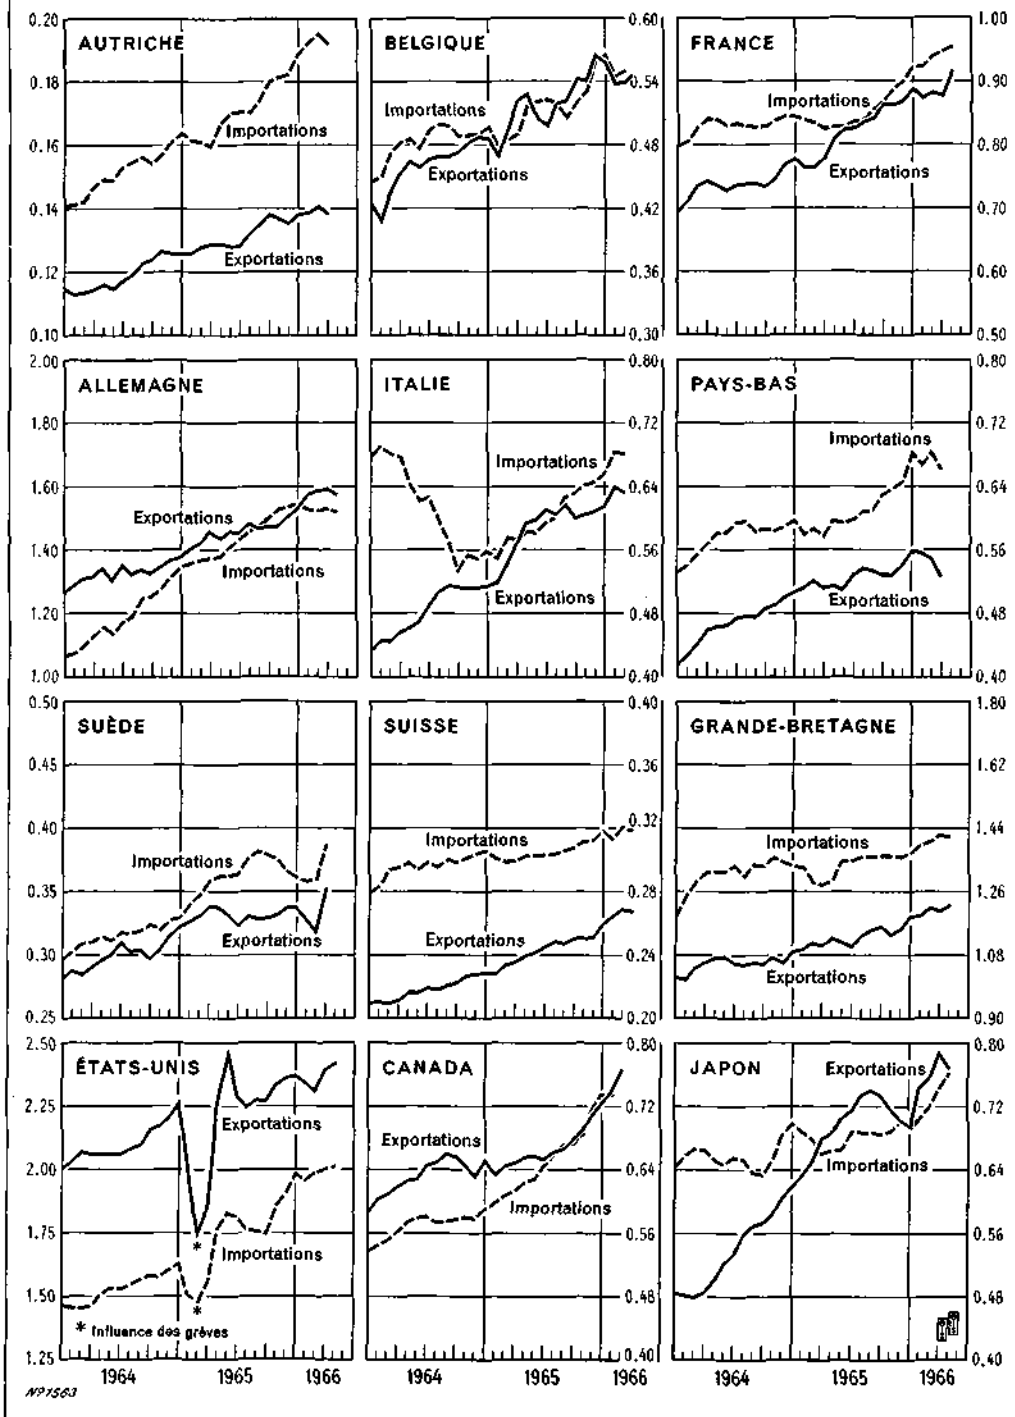 0.20 AUTRICHE BELGIQUE 0.60 FRANCE 1.00
0.18 0.54 0.90
Importations Importations Importations
0.16 0.48 0.80
Exportations Exportations
0.14 0.42 0.70
Exportations
0.12 0.36 0.60
0.10 0.30 0.50
2.00 ALLEMAGNE ITALIE 0.80 PAYS-BAS 0.80
1.80 0.72 0.72
Importations Importations
1.60 0.64 0.64
Exportations
1.40 0.56 0.56
Importations Exportations Exportations
1.20 0.48 0.48
1.00 0.40 0.40
0.50 SUÈDE SUISSE 0.40 GRANDE-BRETAGNE 1.80
0.45 0.36 1.62
0.40 0.32 1.44
Importations Importations Importations
0.35 0.28 1.26
Exportations Exportations
0.30 0.24 1.08
Exportations
0.25 0.20 0.90
2.50 ÉTATS-UNIS CANADA 0.80 JAPON 0.80
Exportations
2.25 0.72 0.72
Exportations Exportations
2.00 0.64 0.64
Importations Importations
1.75 0.56 0.56
* Importations
1.50 0.48 0.48
*
* Influence des grèves
1.25 0.40 0.40
1964 1965 1966 1964 1965 1966 1964 1965 1966
Nº1563